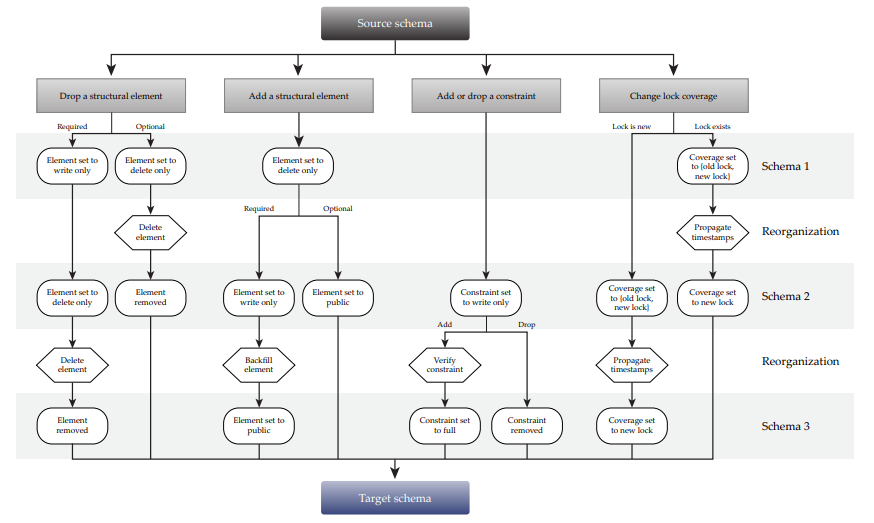 Source schema
Drop a structural element
Add a structural element
Add or drop a constraint
Change lock coverage
Required
Optional
Lock is new
Lock exists
Element set to
write only
Element set to
delete only
Element set to
delete only
Coverage set
to {old lock,
new lock}
Schema 1
Required
Optional
Delete
element
Propagate
timestamps
Reorganization
Element set to
delete only
Element
removed
Element set to
write only
Element set to
public
Constraint set
to write only
Coverage set
to {old lock,
new lock}
Coverage set
to new lock
Schema 2
Add
Drop
Delete
element
Backfill
element
Verify
constraint
Propagate
timestamps
Reorganization
Element
removed
Element set to
public
Constraint set
to full
Constraint
removed
Coverage set
to new lock
Schema 3
Target schema